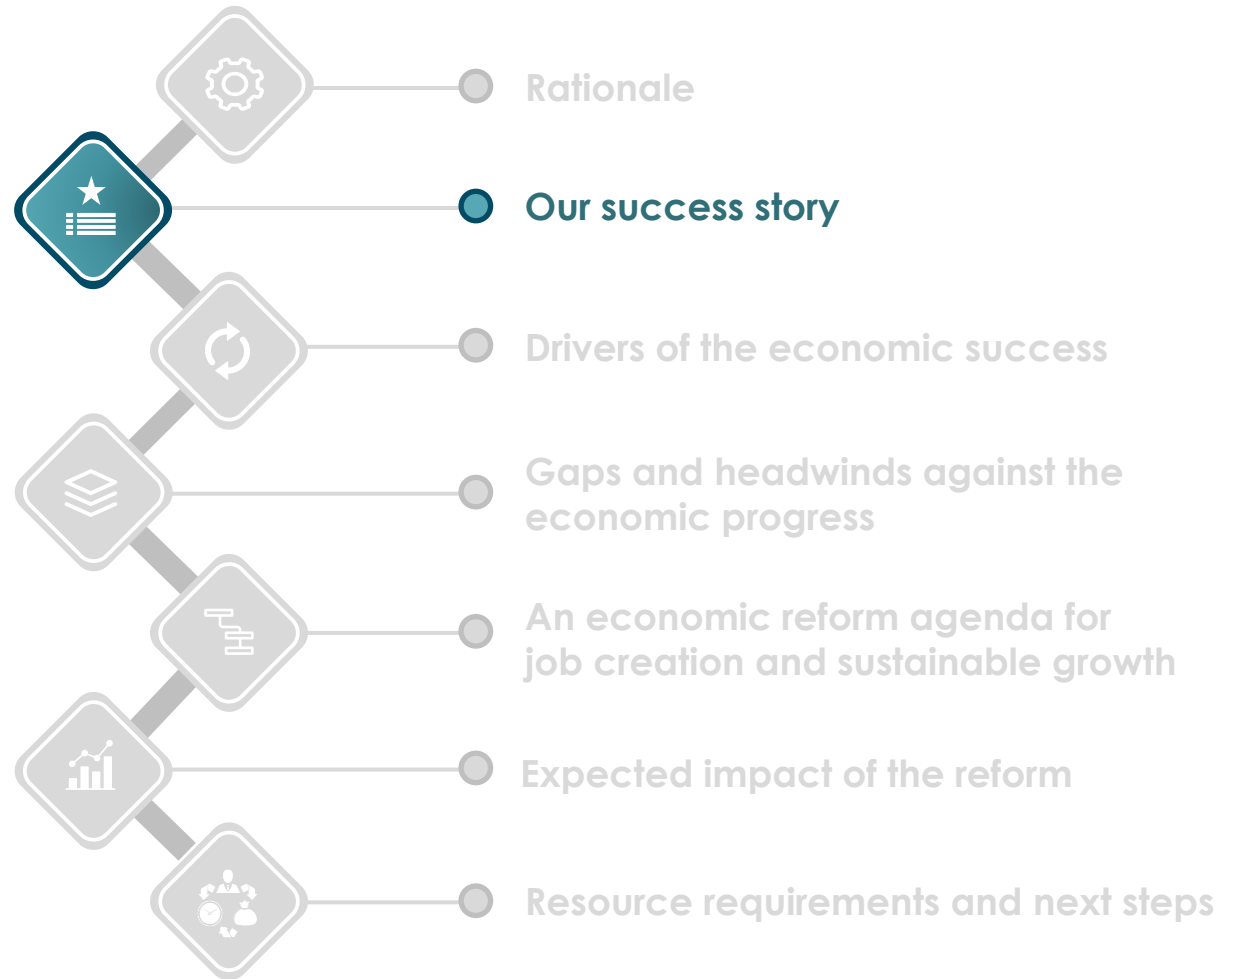 Rationale
Our success story
Drivers of the economic success
Gaps and headwinds against the
economic progress
An economic reform agenda for
job creation and sustainable growth
Expected impact of the reform
Resource requirements and next steps